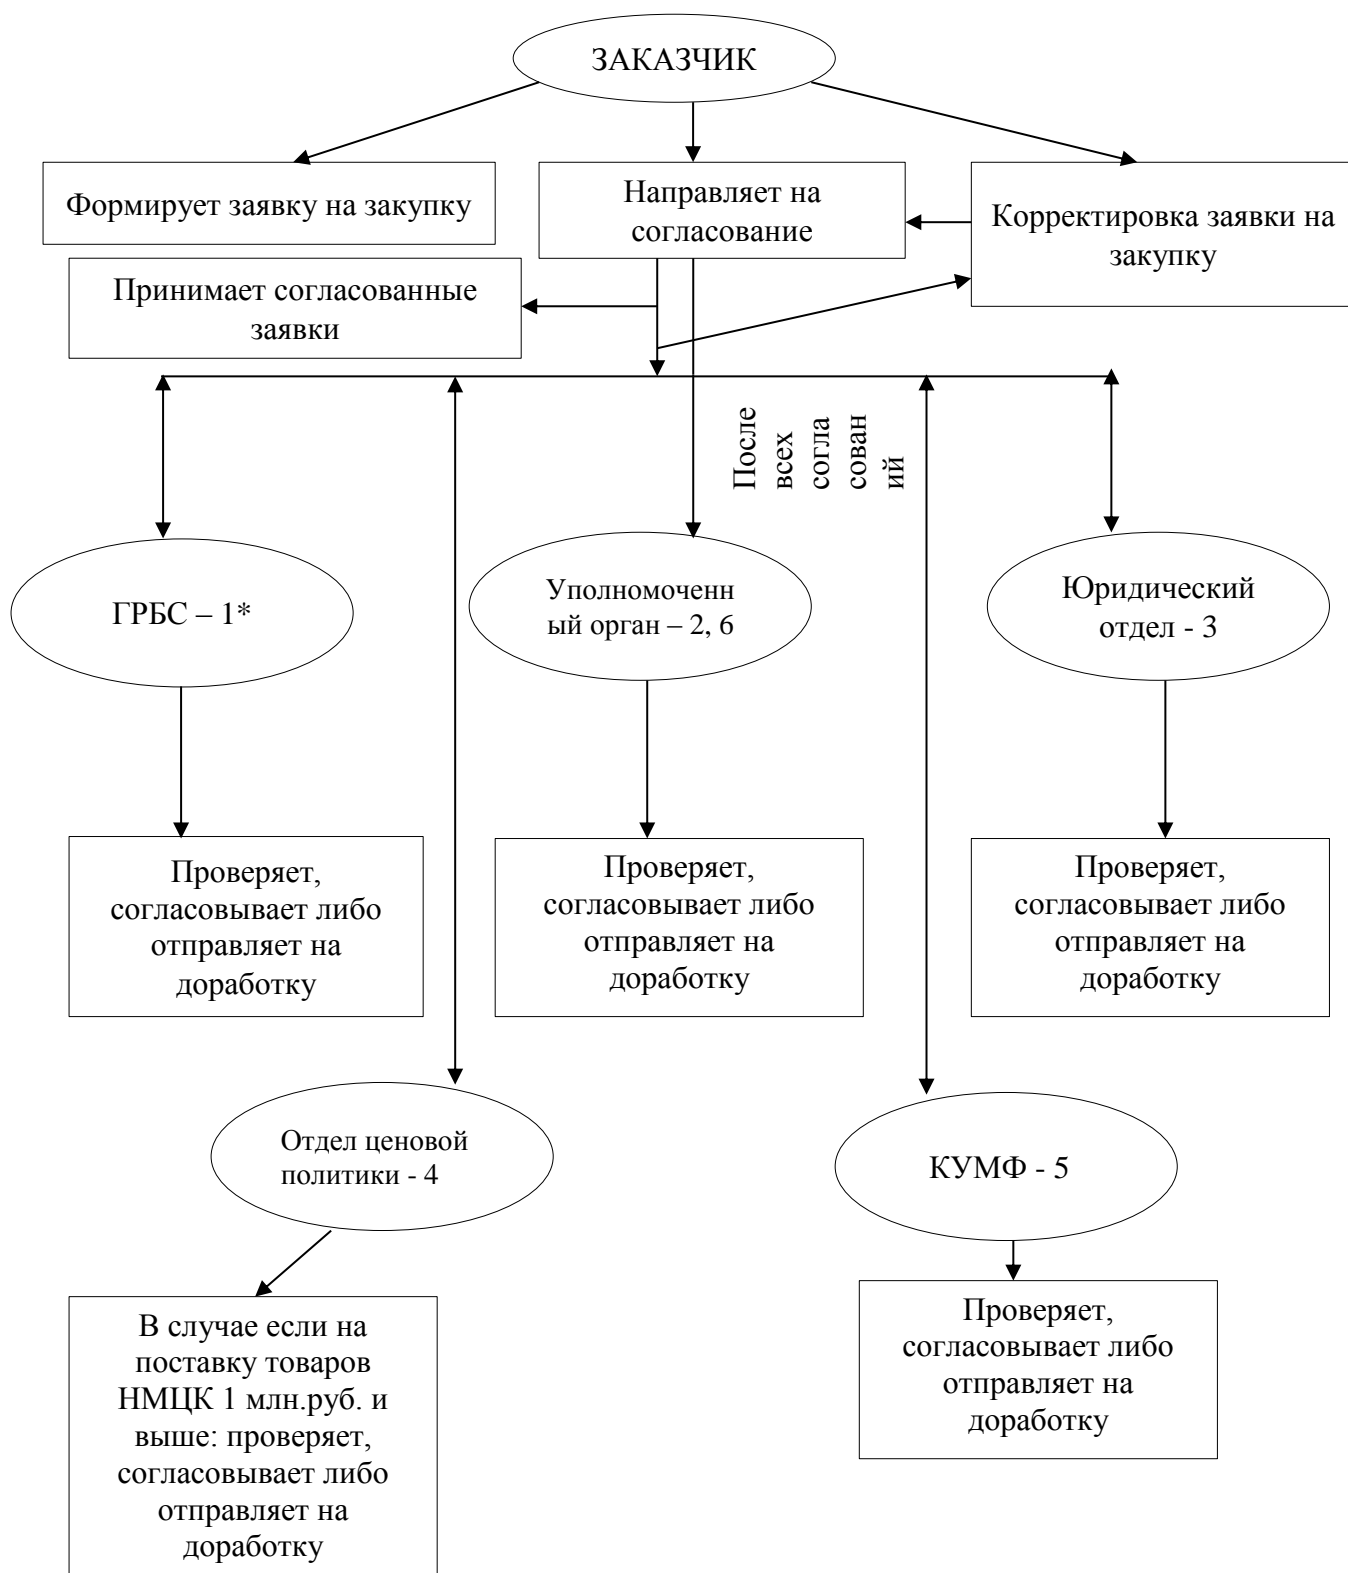 ЗАКАЗЧИК
Формирует заявку на закупку
Направляет на
согласование
Корректировка заявки на
закупку
Принимает согласованные
заявки
После
всех
согла
сован
ий
ГРБС – 1*
Уполномоченн
ый орган – 2, 6
Юридический
отдел - 3
Проверяет,
согласовывает либо
отправляет на
доработку
Проверяет,
согласовывает либо
отправляет на
доработку
Проверяет,
согласовывает либо
отправляет на
доработку
Отдел ценовой
политики - 4
КУМФ - 5
В случае если на
поставку товаров
НМЦК 1 млн.руб. и
выше: проверяет,
согласовывает либо
отправляет на
доработку
Проверяет,
согласовывает либо
отправляет на
доработку